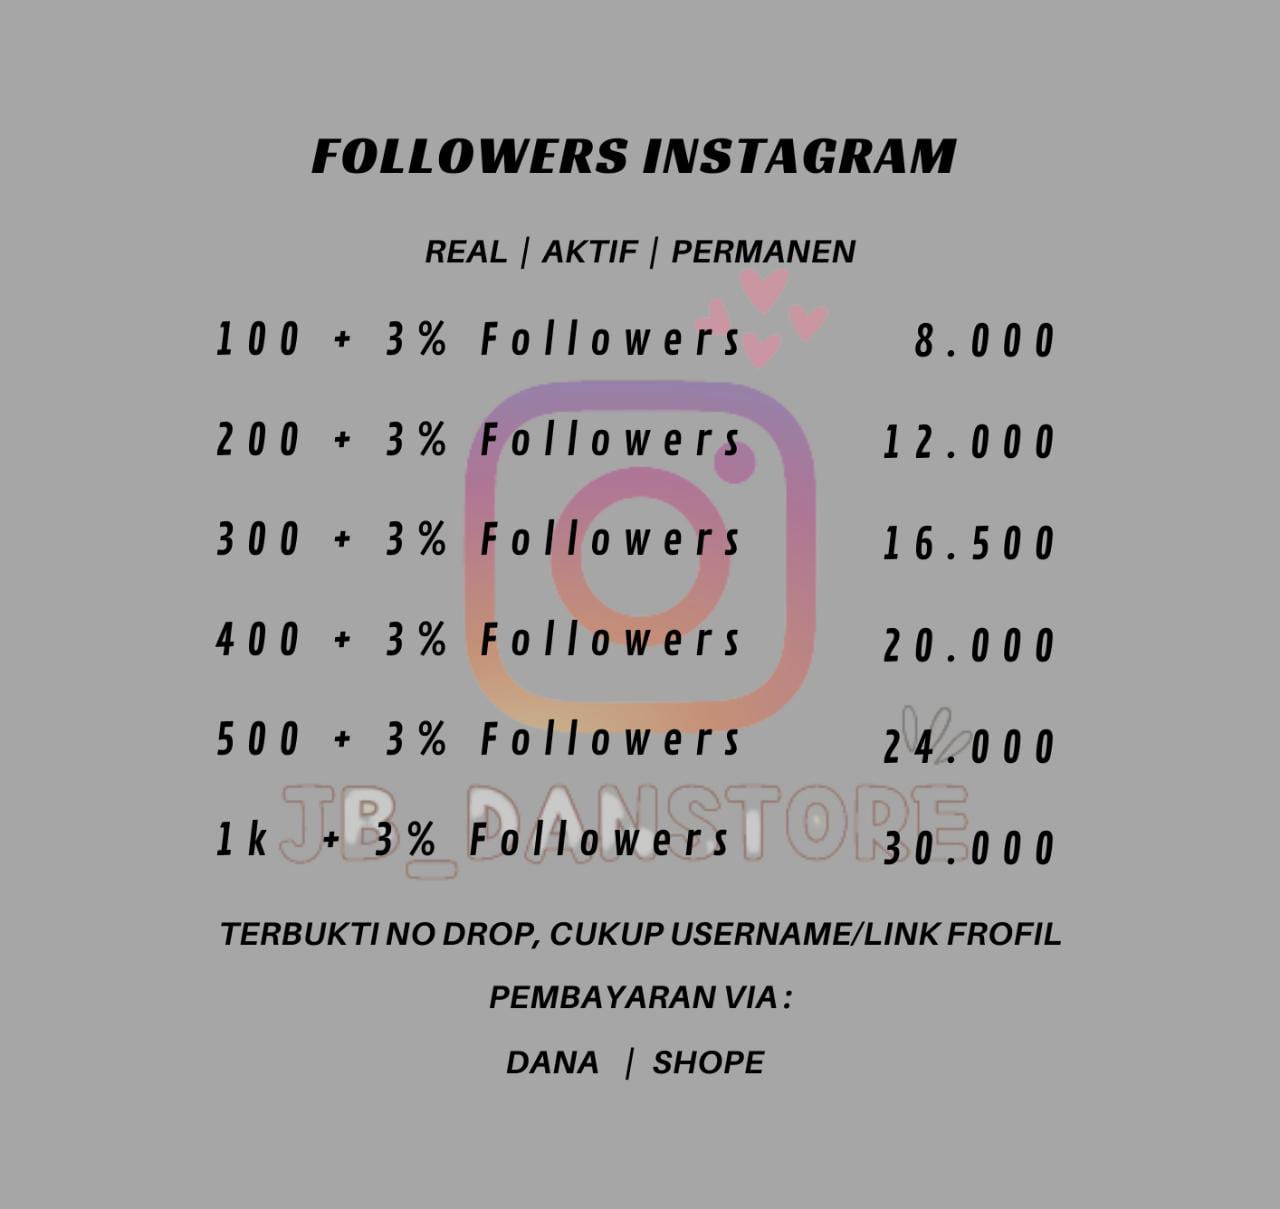 FOLLOWERS INSTAGRAM
REAL | AKTIF | PERMANEN
100 + 3% Followers 8.000
200 + 3% Followers 12.000
300 + 3% Followers 16.500
400 + 3% Followers 20.000
500 + 3% Followers 24.000
JB_DANSTORE
1k + 3% Followers 30.000
TERBUKTI NO DROP, CUKUP USERNAME/LINK FROFIL
PEMBAYARAN VIA :
DANA | SHOPE